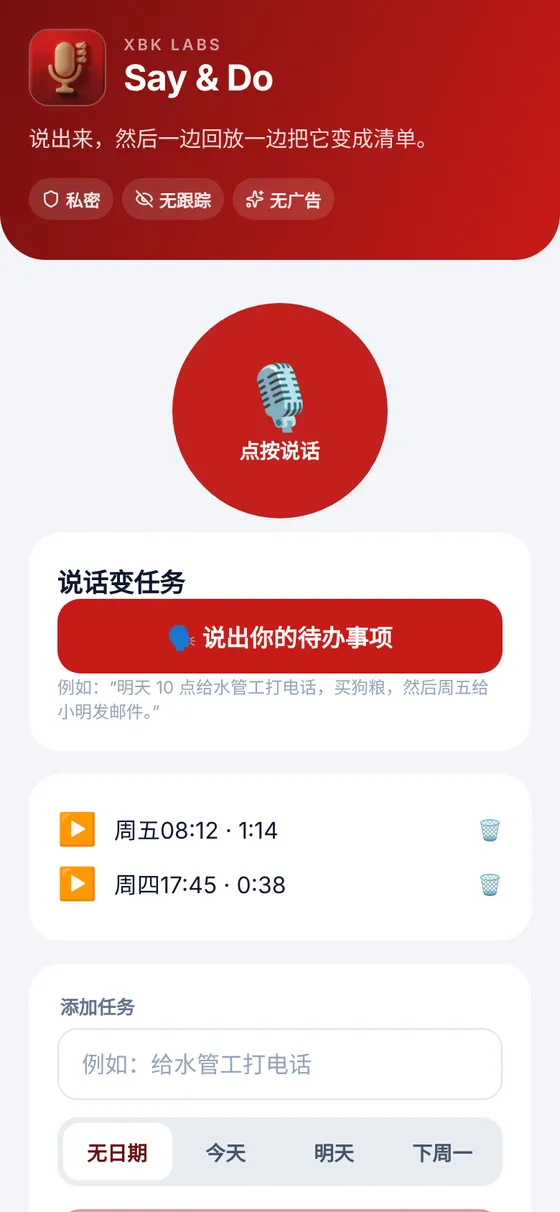 XBK LABS
Say & Do
说出来，然后一边回放一边把它变成清单。
私密
无跟踪
无广告
点按说话
说话变任务
说出你的待办事项
例如：“明天 10 点给水管工打电话，买狗粮，然后周五给
小明发邮件。”
周五08:12 · 1:14
周四17:45 · 0:38
添加任务
例如：给水管工打电话
无日期 今天 明天 下周一